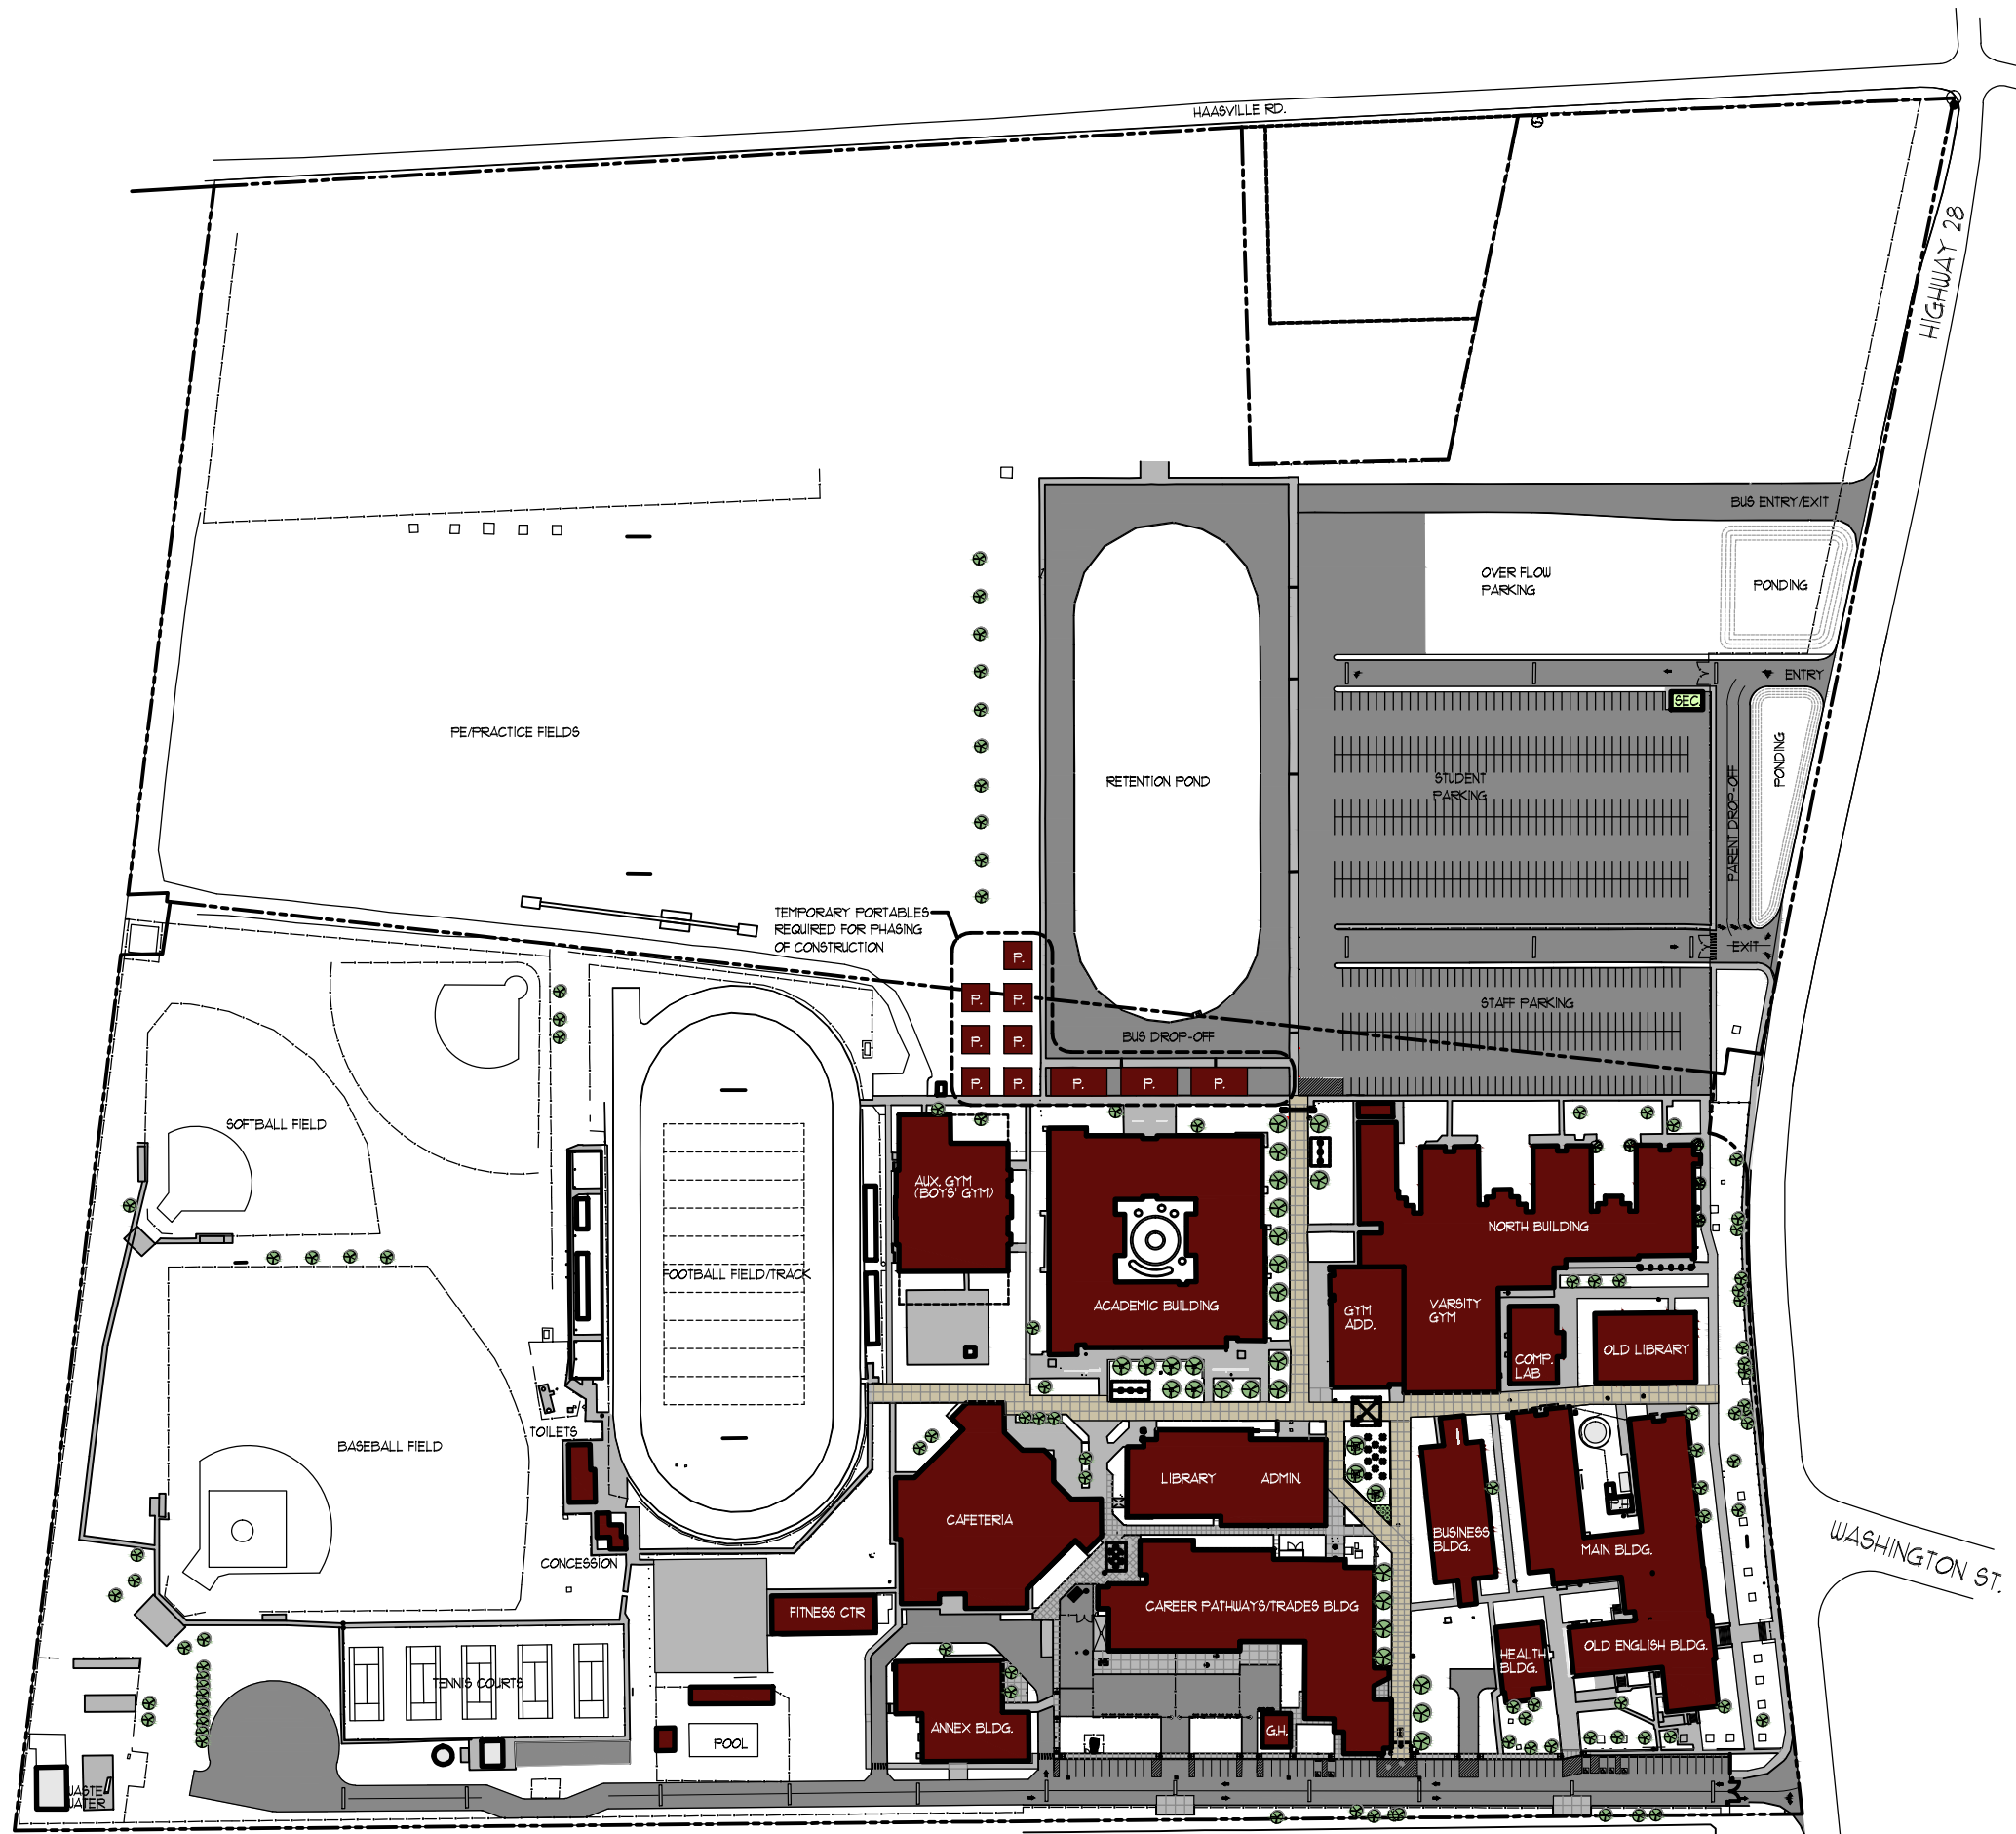 HAASVILLE RD.
HIGHWAY 28
BUS ENTRY/EXIT
OVER FLOW
PARKING
PONDING
ENTRY
SEC.
PE/PRACTICE FIELDS
RETENTION POND
STUDENT
PARKING
PARENT DROP-OFF
PONDING
TEMPORARY PORTABLES
REQUIRED FOR PHASING
OF CONSTRUCTION
EXIT
P.
P.
P.
STAFF PARKING
P.
P.
BUS DROP-OFF
P.
P.
P.
P.
P.
SOFTBALL FIELD
AUX. GYM
(BOYS' GYM)
NORTH BUILDING
FOOTBALL FIELD/TRACK
ACADEMIC BUILDING
GYM
ADD.
VARSITY
GYM
COMP.
LAB
OLD LIBRARY
TOILETS
BASEBALL FIELD
LIBRARY
ADMIN.
CAFETERIA
BUSINESS
BLDG.
MAIN BLDG.
WASHINGTON ST.
CONCESSION
FITNESS CTR
CAREER PATHWAYS/TRADES BLDG
HEALTH
BLDG.
OLD ENGLISH BLDG.
TENNIS COURTS
ANNEX BLDG.
G.H.
POOL
WASTE
WATER